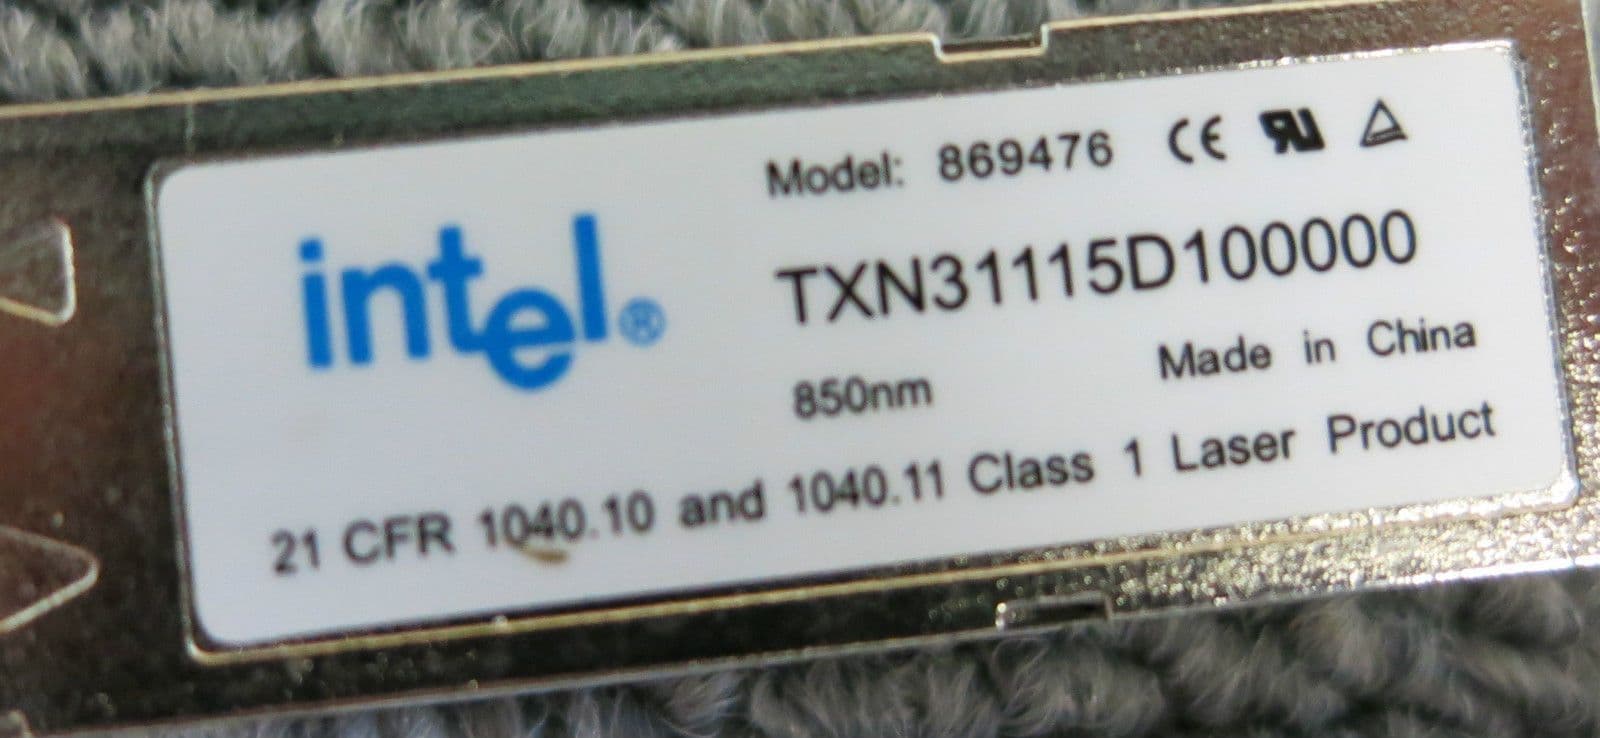 intel®
Model: 869476 CE
TXN31115D100000
850nm Made in China
21 CFR 1040.10 and 1040.11 Class 1 Laser Product